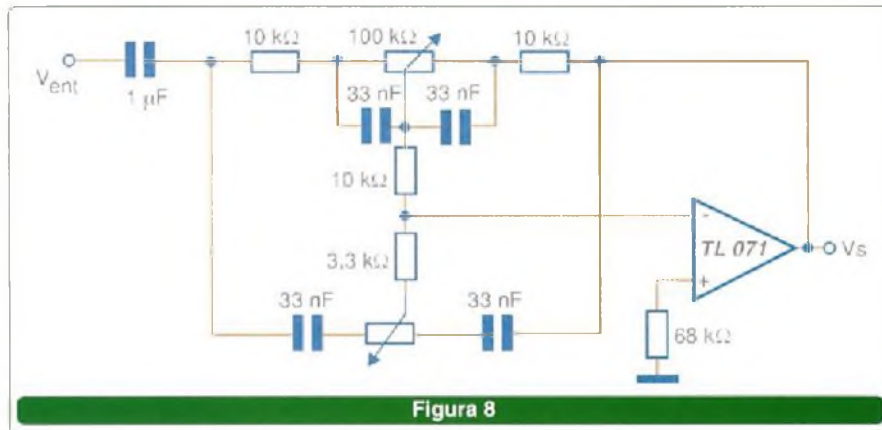 10 kΩ
100 kΩ
10 kΩ
V ent
1 µF
33 nF
33 nF
10 kΩ
3,3 kΩ
-
TL 071
+
Vs
33 nF
33 nF
68 kΩ
Figura 8